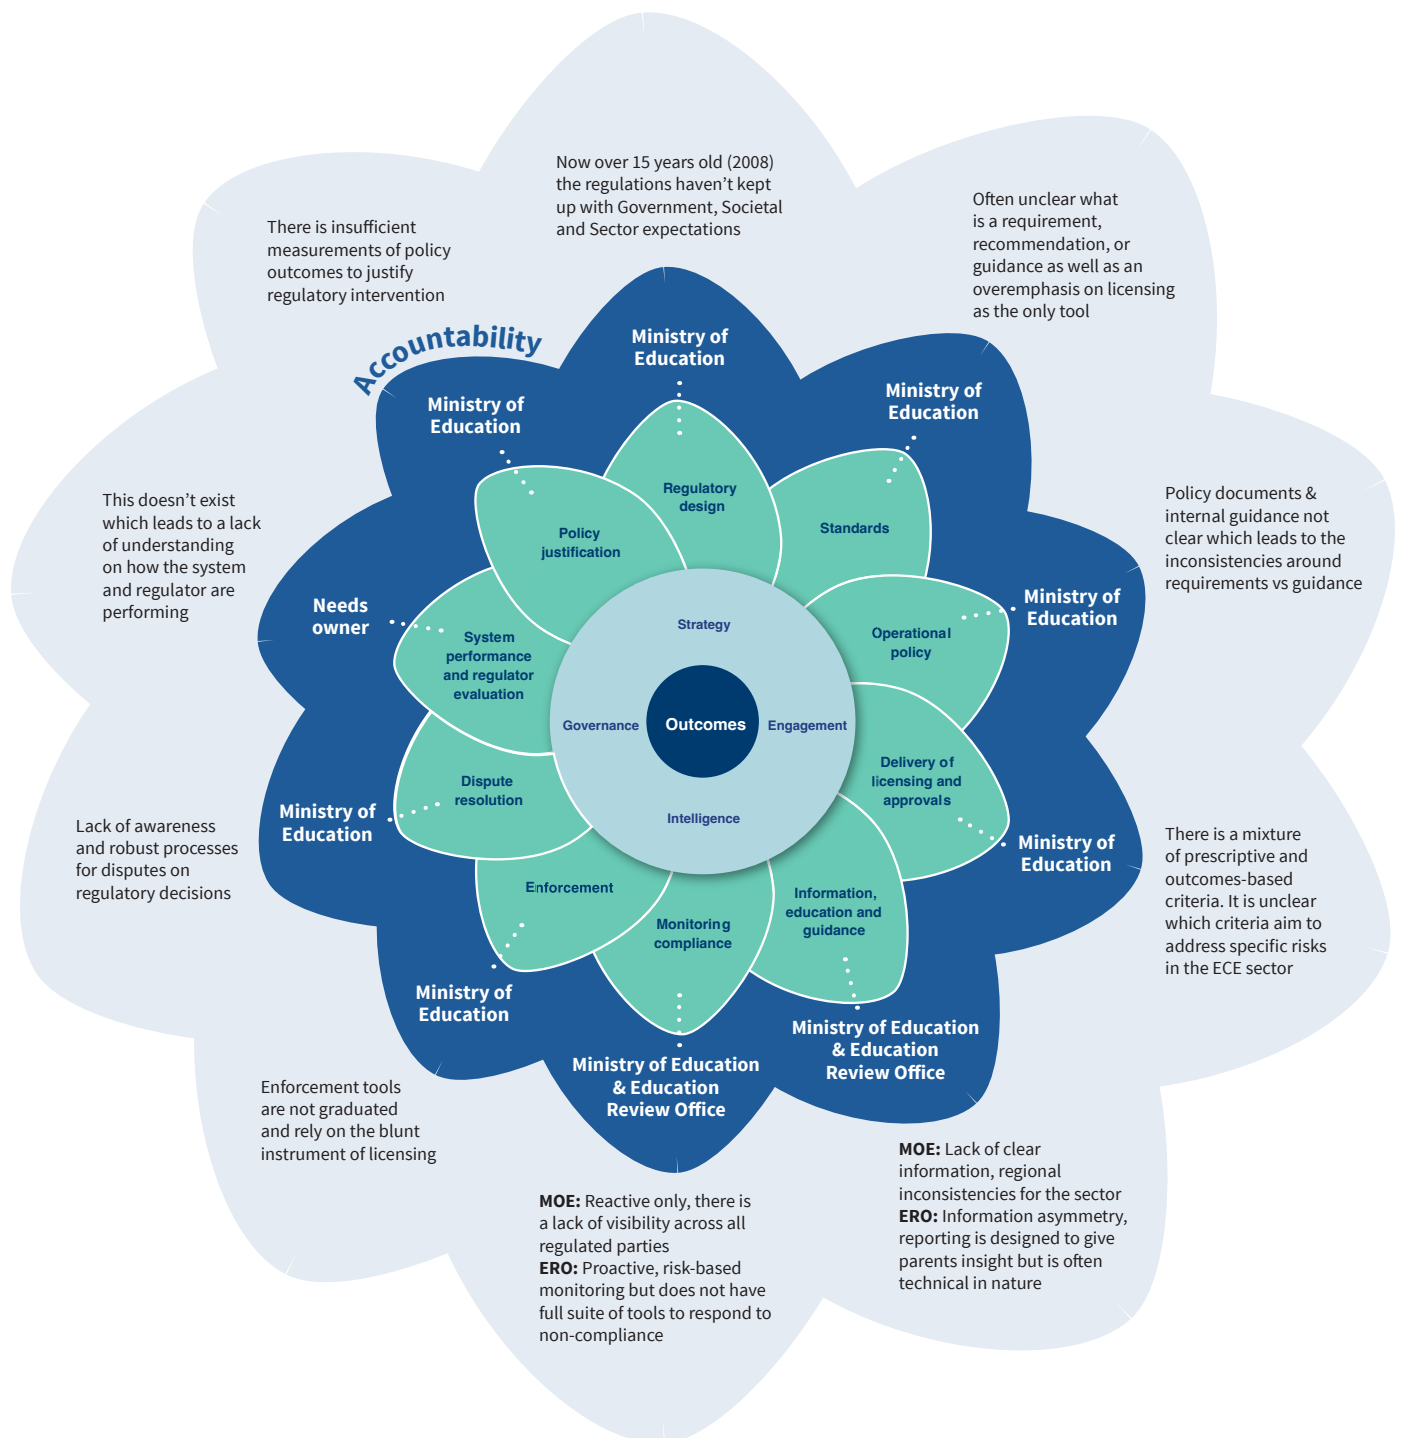 Now over 15 years old (2008)
the regulations haven't kept
up with Government, Societal
and Sector expectations
Often unclear what
is a requirement,
recommendation, or
guidance as well as an
overemphasis on licensing
as the only tool
There is insufficient
measurements of policy
outcomes to justify
regulatory intervention
Accountability
Ministry of
Education
Ministry of
Education
Ministry of
Education
Regulatory
design
Standards
Policy
justification
Policy documents &
internal guidance not
clear which leads to the
inconsistencies around
requirements vs guidance
This doesn't exist
which leads to a lack
of understanding
on how the system
and regulator are
performing
Needs
owner
System
performance
and regulator
evaluation
Strategy
Governance
Outcomes
Engagement
Intelligence
Operational
policy
Ministry of
Education
Delivery of
licensing and
approvals
Ministry of
Education
Dispute
resolution
Ministry of
Education
Lack of awareness
and robust processes
for disputes on
regulatory decisions
There is a mixture
of prescriptive and
outcomes-based
criteria. It is unclear
which criteria aim to
address specific risks
in the ECE sector
Enforcement
Monitoring
compliance
Information,
education and
guidance
Ministry of
Education
Ministry of Education
& Education
Review Office
Ministry of Education
& Education
Review Office
Enforcement tools
are not graduated
and rely on the blunt
instrument of licensing
MOE: Reactive only, there is
a lack of visibility across all
regulated parties
ERO: Proactive, risk-based
monitoring but does not have
full suite of tools to respond to
non-compliance
MOE: Lack of clear
information, regional
inconsistencies for the sector
ERO: Information asymmetry,
reporting is designed to give
parents insight but is often
technical in nature